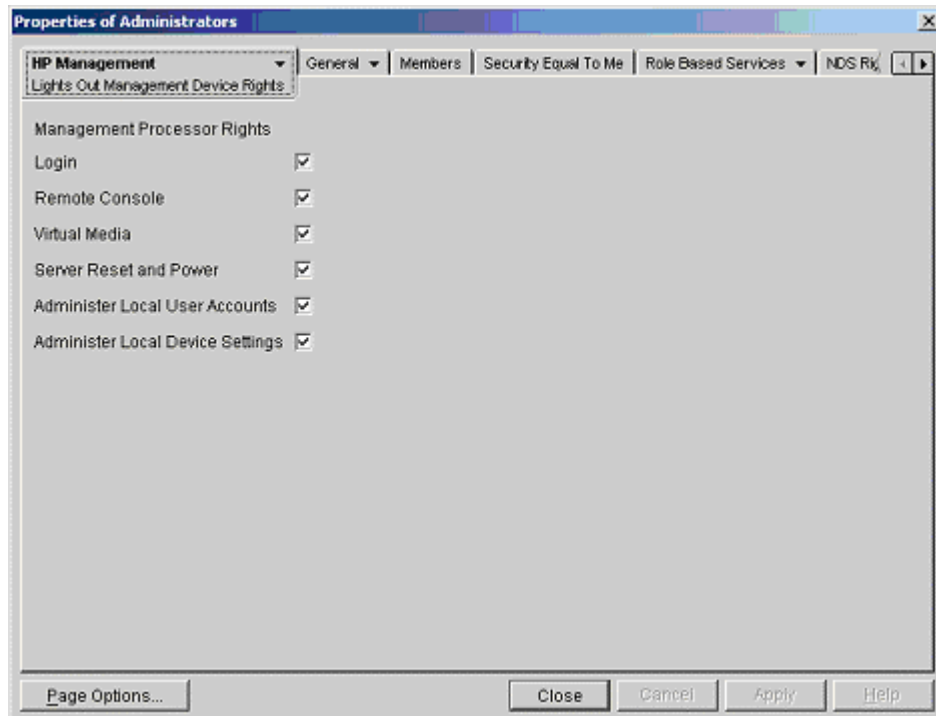 Properties of Administrators
HP Management General Members Security Equal To Me Role Based Services NDS
Lights Out Management Device Rights
Management Processor Rights
Login
Remote Console
Virtual Media
Server Reset and Power
Administer Local User Accounts
Administer Local Device Settings
Page Options... Close Cancel Apply Help